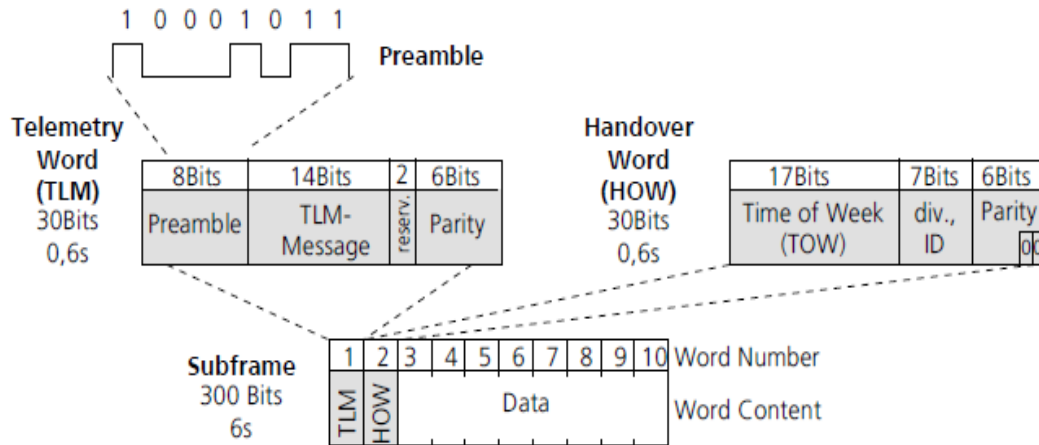 1 0 0 0 1 0 1 1
Preamble
Telemetry
Word
(TLM)
30Bits
0,6s
8Bits 14Bits 2 6Bits
Preamble TLM-
Message reserv. Parity
Handover
Word
(HOW)
30Bits
0,6s
17Bits 7Bits 6Bits
Time of Week
(TOW) div.,
ID Parity
00
Subframe
300 Bits
6s
1 2 3 4 5 6 7 8 9 10 Word Number
TLM HOW Data Word Content